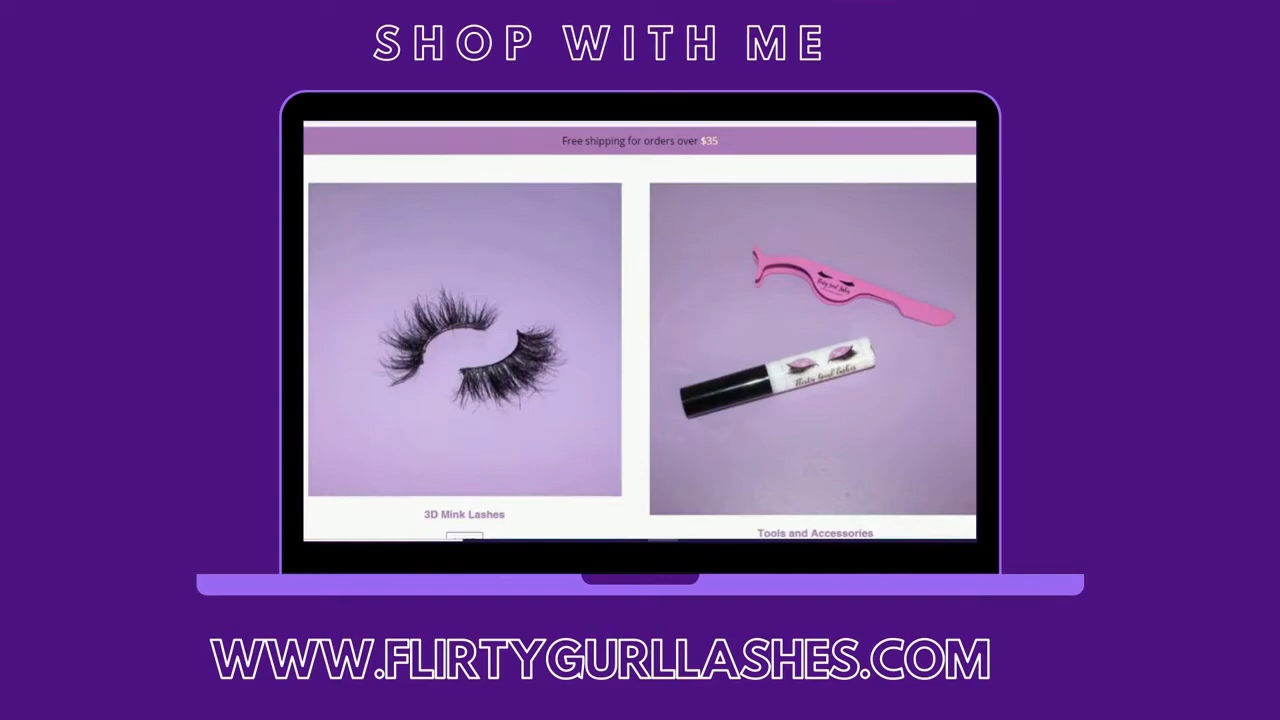 SHOP WITH ME
Free shipping for orders over $35
3D Mink Lashes
Tools and Accessories
WWW.FLIRTYGURLLASHES.COM